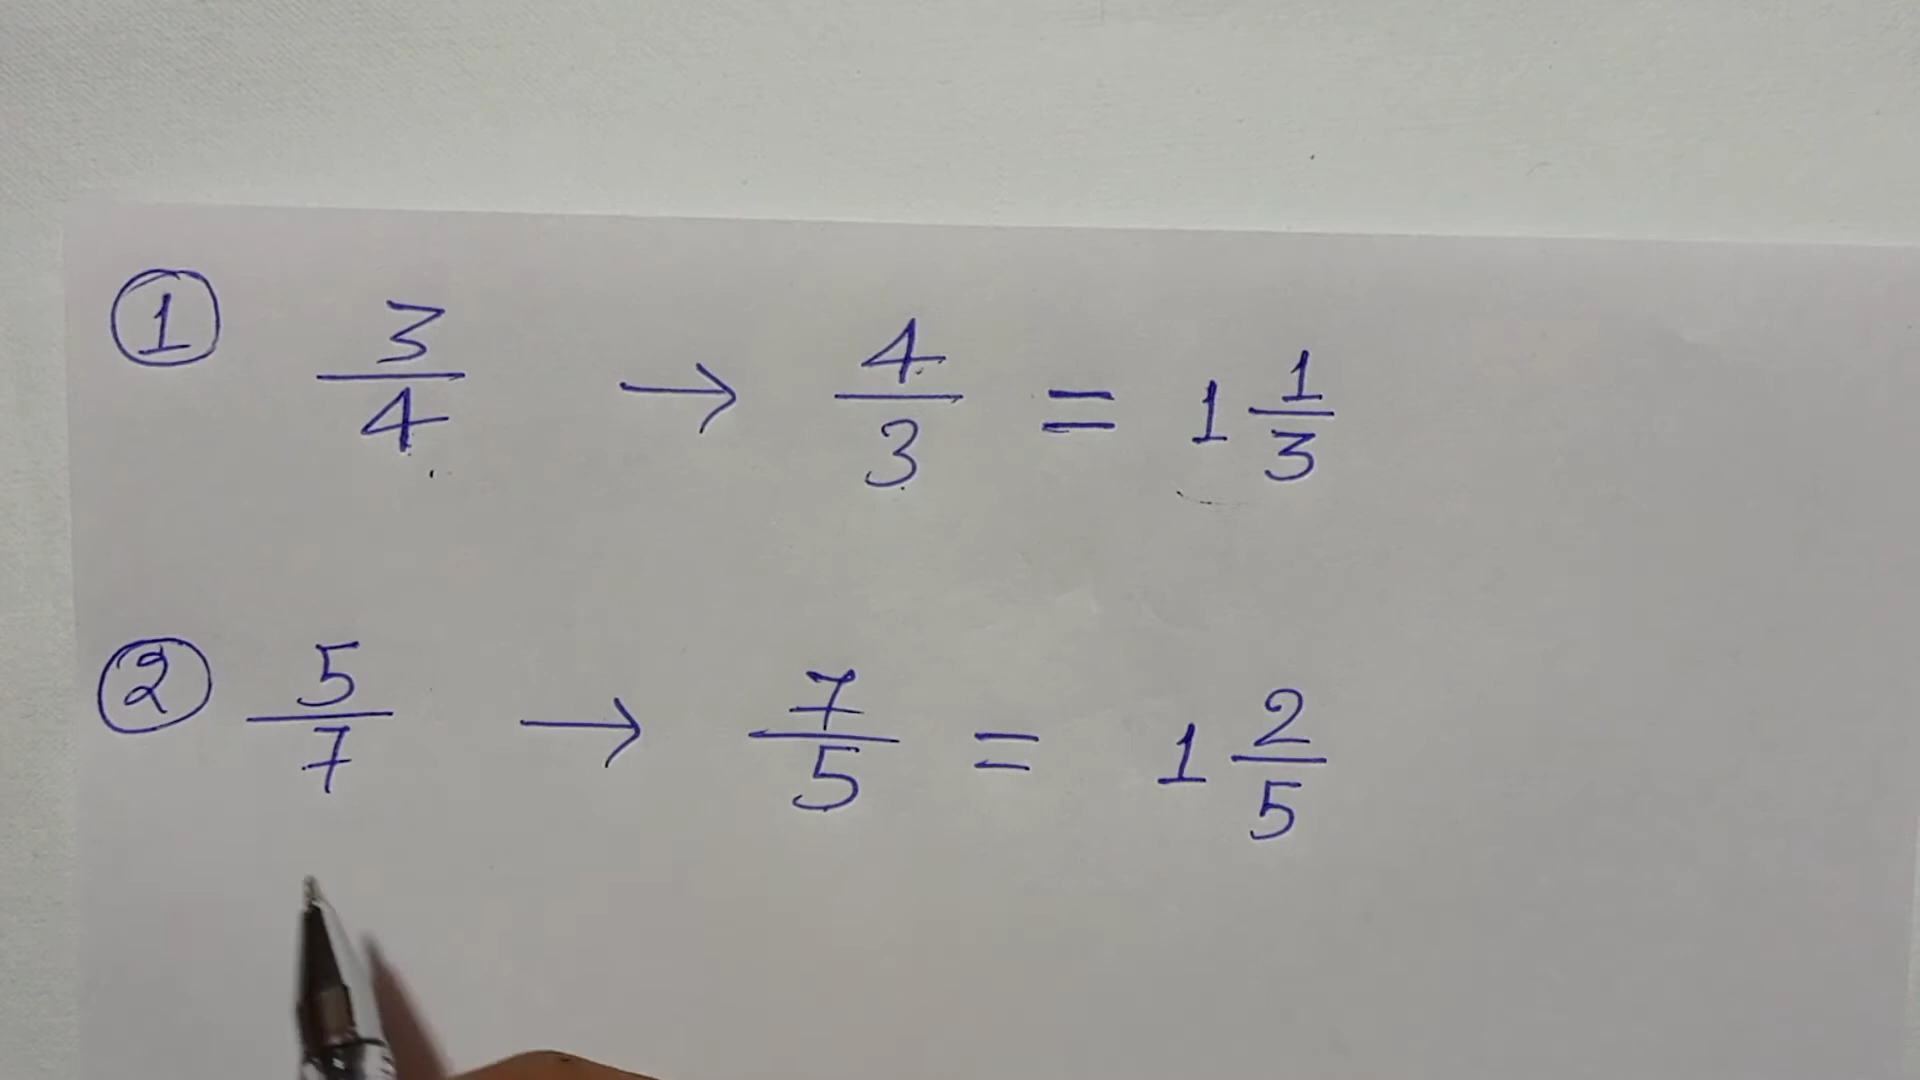 ① 3/4 → 4/3 = 1 1/3
② 5/7 → 7/5 = 1 2/5